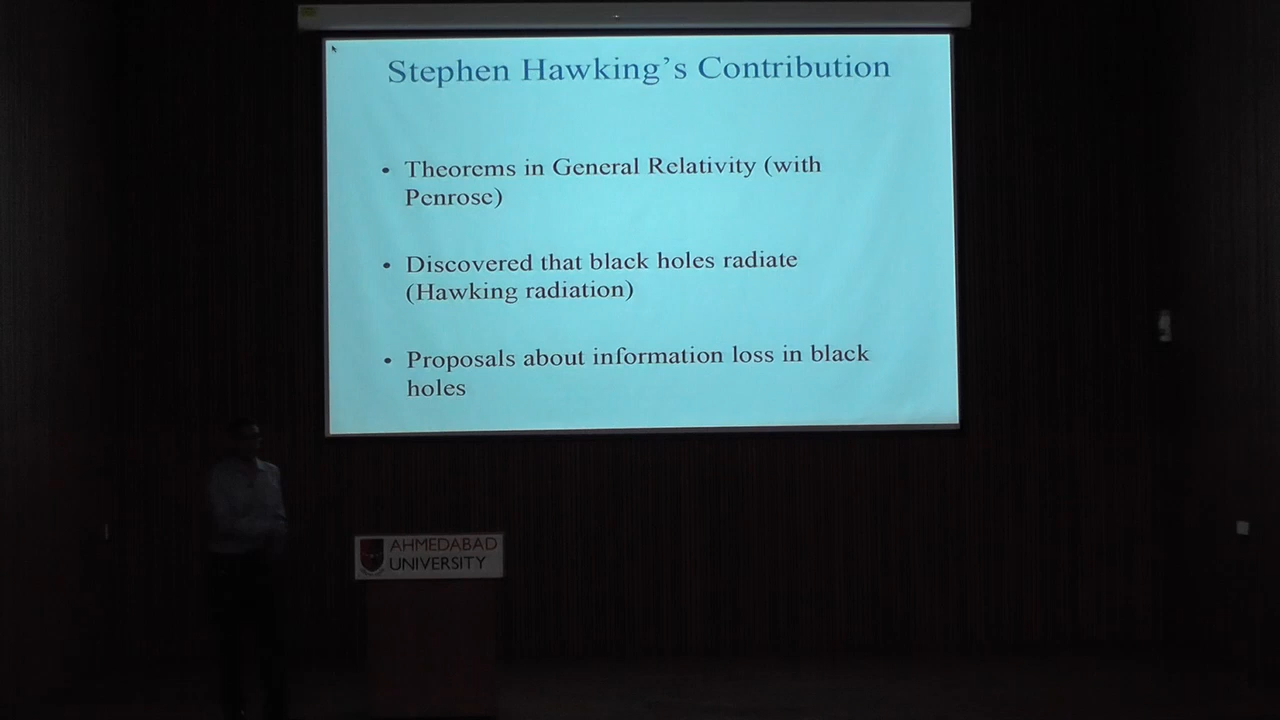 Stephen Hawking's Contribution
• Theorems in General Relativity (with
Penrose)
• Discovered that black holes radiate
(Hawking radiation)
• Proposals about information loss in black
holes
AHMEDABAD
UNIVERSITY